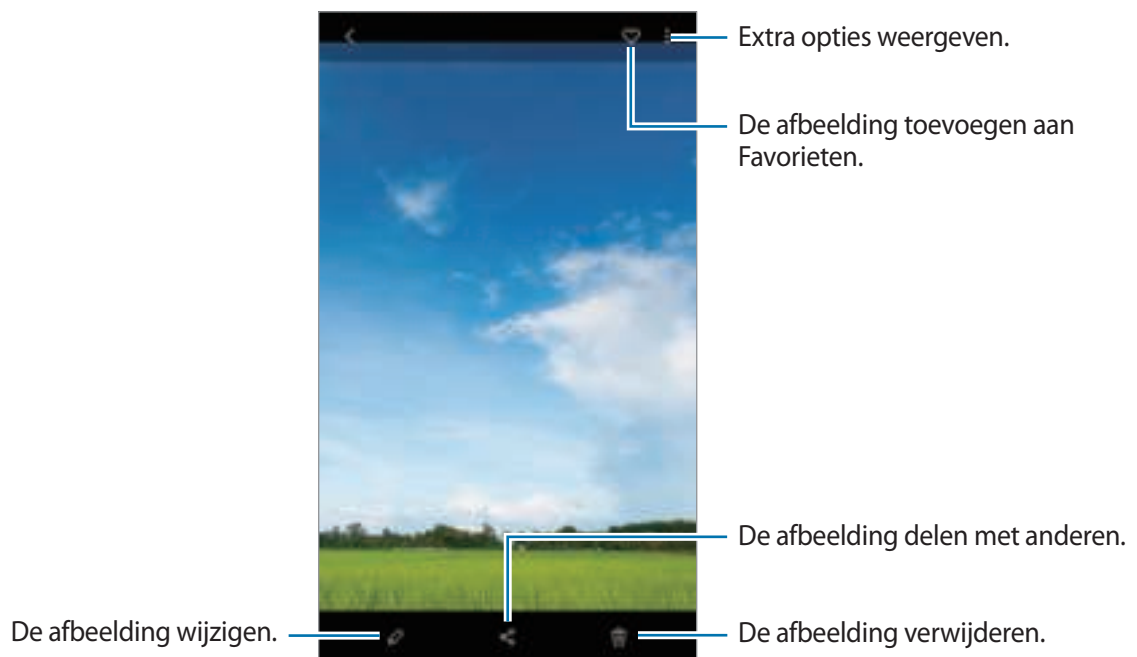 Extra opties weergeven.
De afbeelding toevoegen aan
Favorieten.
De afbeelding delen met anderen.
De afbeelding wijzigen.
De afbeelding verwijderen.